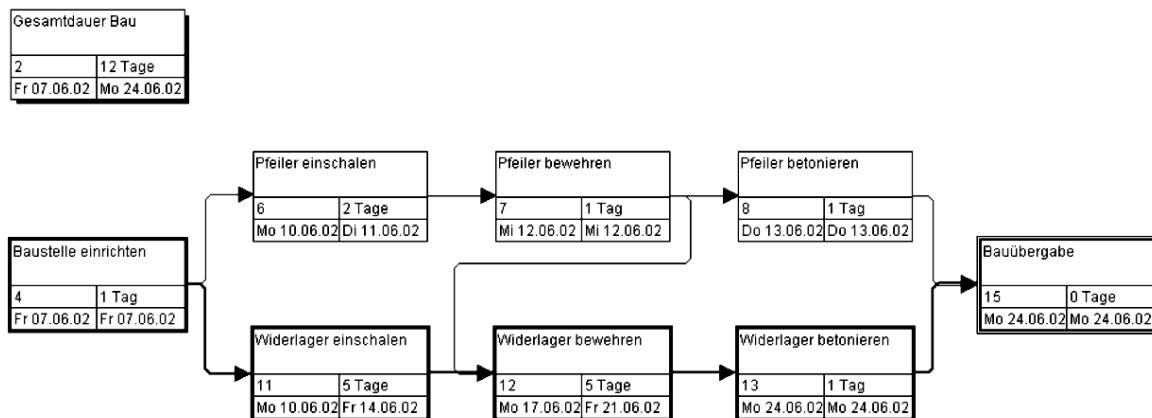 Gesamtdauer Bau
2 12 Tage
Fr 07.06.02 Mo 24.06.02
Pfeiler einschalen
6 2 Tage
Mo 10.06.02 Di 11.06.02
Pfeiler bewehren
7 1 Tag
Mi 12.06.02 Mi 12.06.02
Pfeiler betonieren
8 1 Tag
Do 13.06.02 Do 13.06.02
Baustelle einrichten
4 1 Tag
Fr 07.06.02 Fr 07.06.02
Bauübergabe
15 0 Tage
Mo 24.06.02 Mo 24.06.02
Widerlager einschalen
11 5 Tage
Mo 10.06.02 Fr 14.06.02
Widerlager bewehren
12 5 Tage
Mo 17.06.02 Fr 21.06.02
Widerlager betonieren
13 1 Tag
Mo 24.06.02 Mo 24.06.02